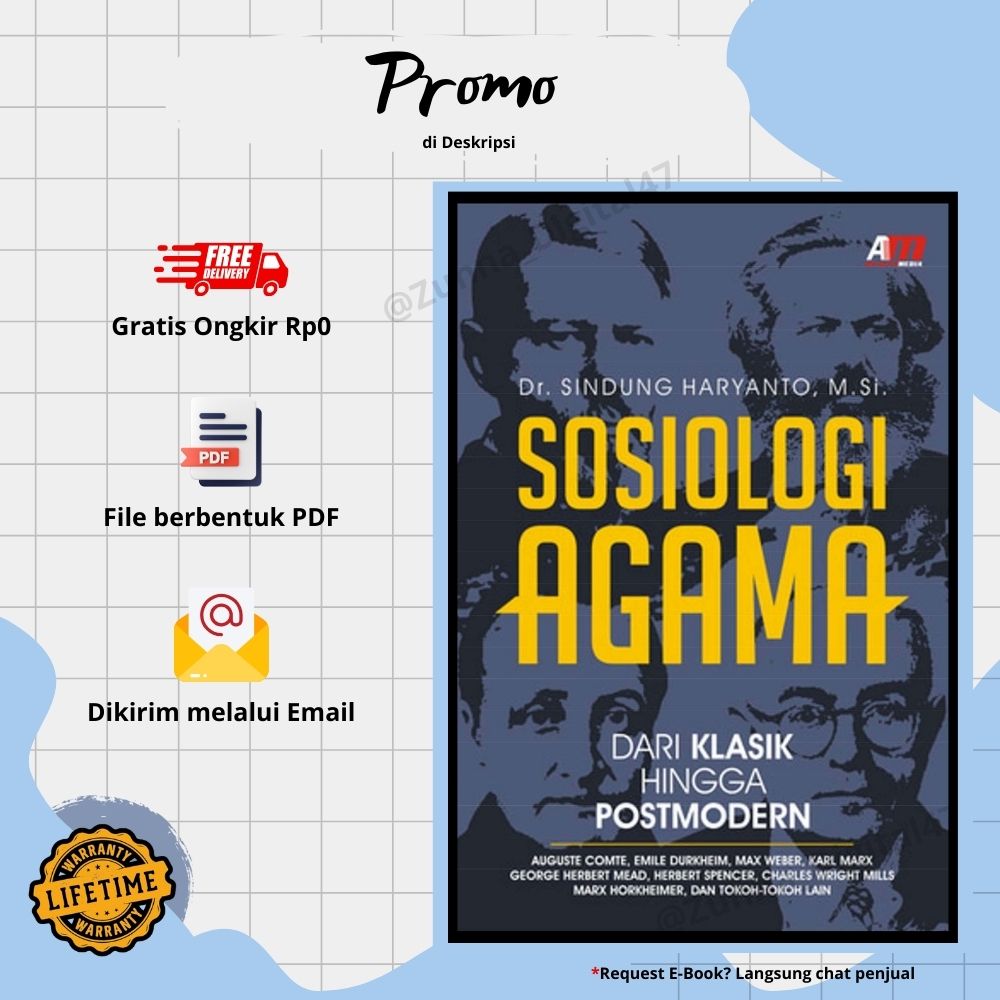 Promo
di Deskripsi
FREE
DELIVERY
Gratis Ongkir Rp0
PDF
File berbentuk PDF
@
Dikirim melalui Email
WARRANTY
LIFETIME
WARRANTY
MEDIA
Dr. SINDUNG HARYANTO, M.Si.
SOSIOLOGI
AGAMA
DARI KLASIK
HINGGA
POSTMODERN
AUGUSTE COMTE, EMILE DURKHEIM, MAX WEBER, KARL MARX
GEORGE HERBERT MEAD, HERBERT SPENCER, CHARLES WRIGHT MILLS
MARX HORKHEIMER, DAN TOKOH-TOKOH LAIN
*Request E-Book? Langsung chat penjual